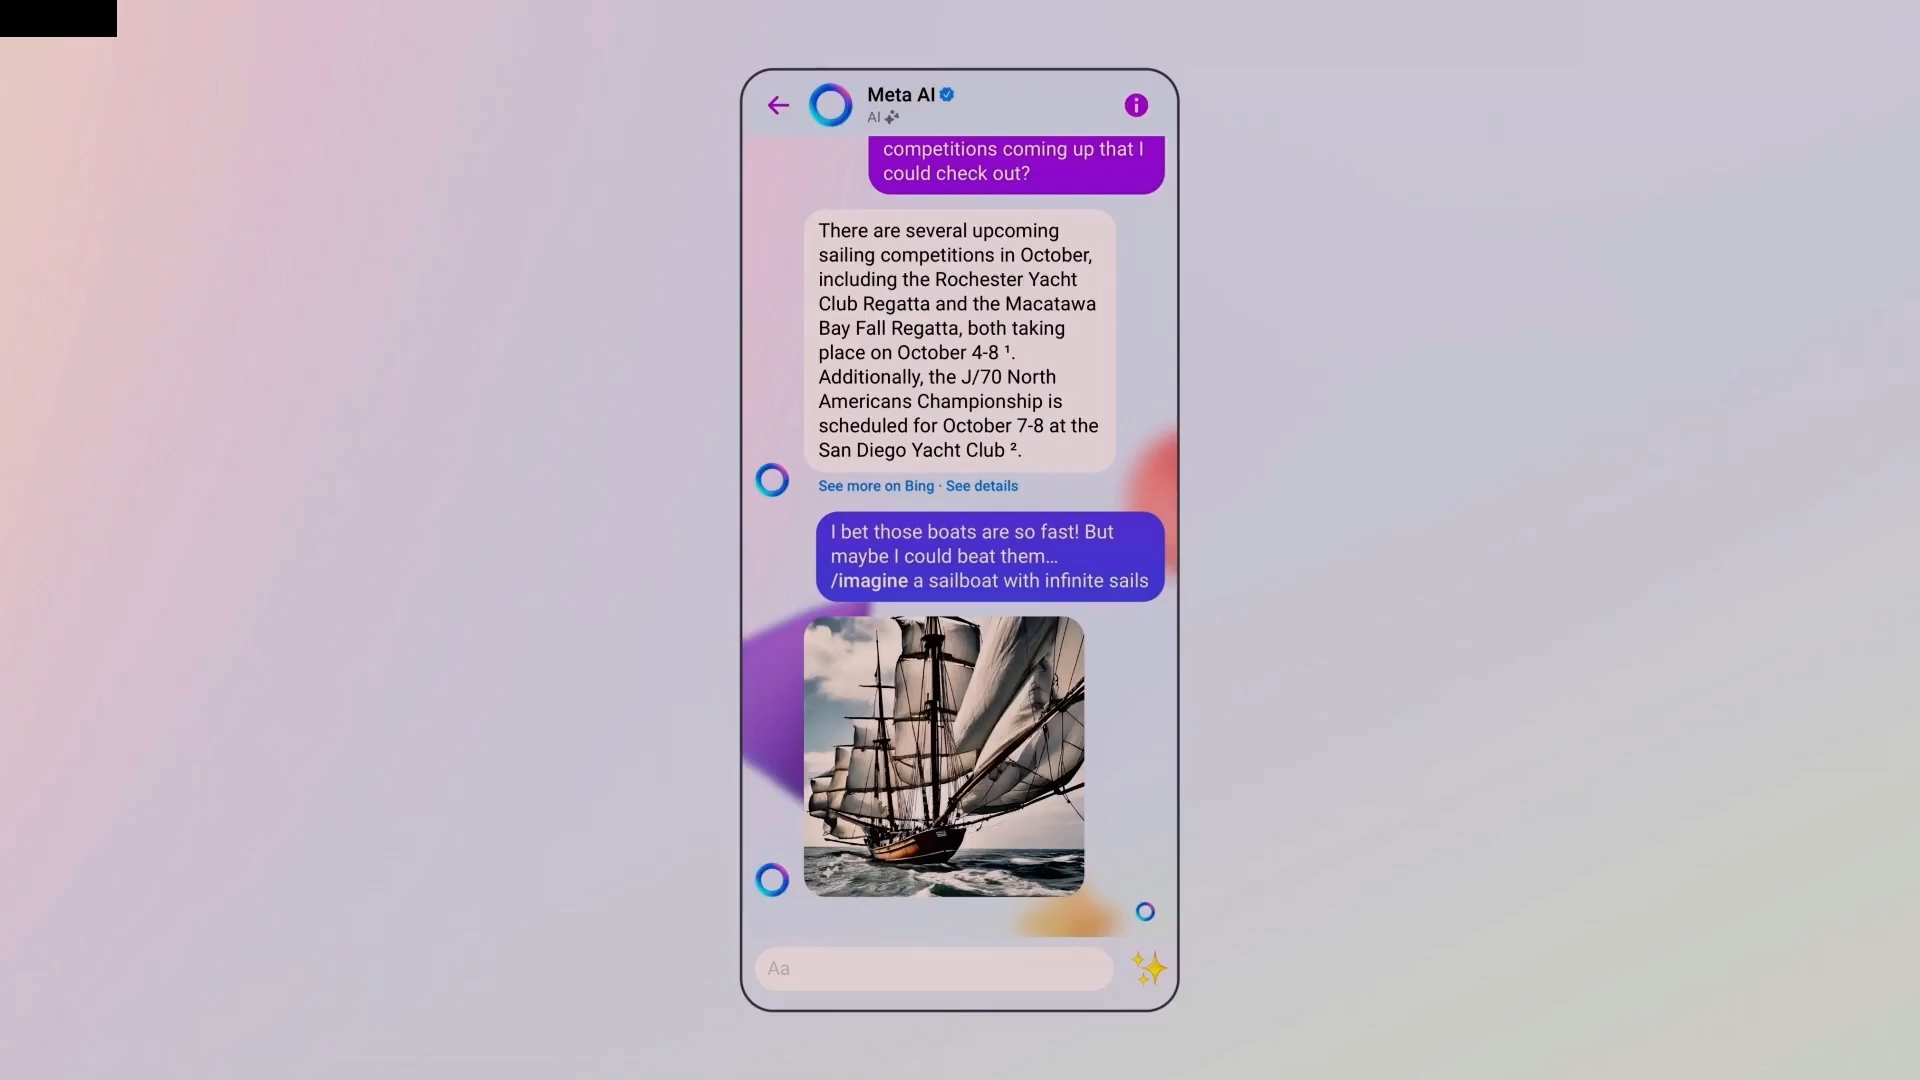 Meta AI
AI
competitions coming up that I
could check out?
There are several upcoming
sailing competitions in October,
including the Rochester Yacht
Club Regatta and the Macatawa
Bay Fall Regatta, both taking
place on October 4-8 ¹.
Additionally, the J/70 North
Americans Championship is
scheduled for October 7-8 at the
San Diego Yacht Club ².
See more on Bing · See details
I bet those boats are so fast! But
maybe I could beat them…
/imagine a sailboat with infinite sails
Aa